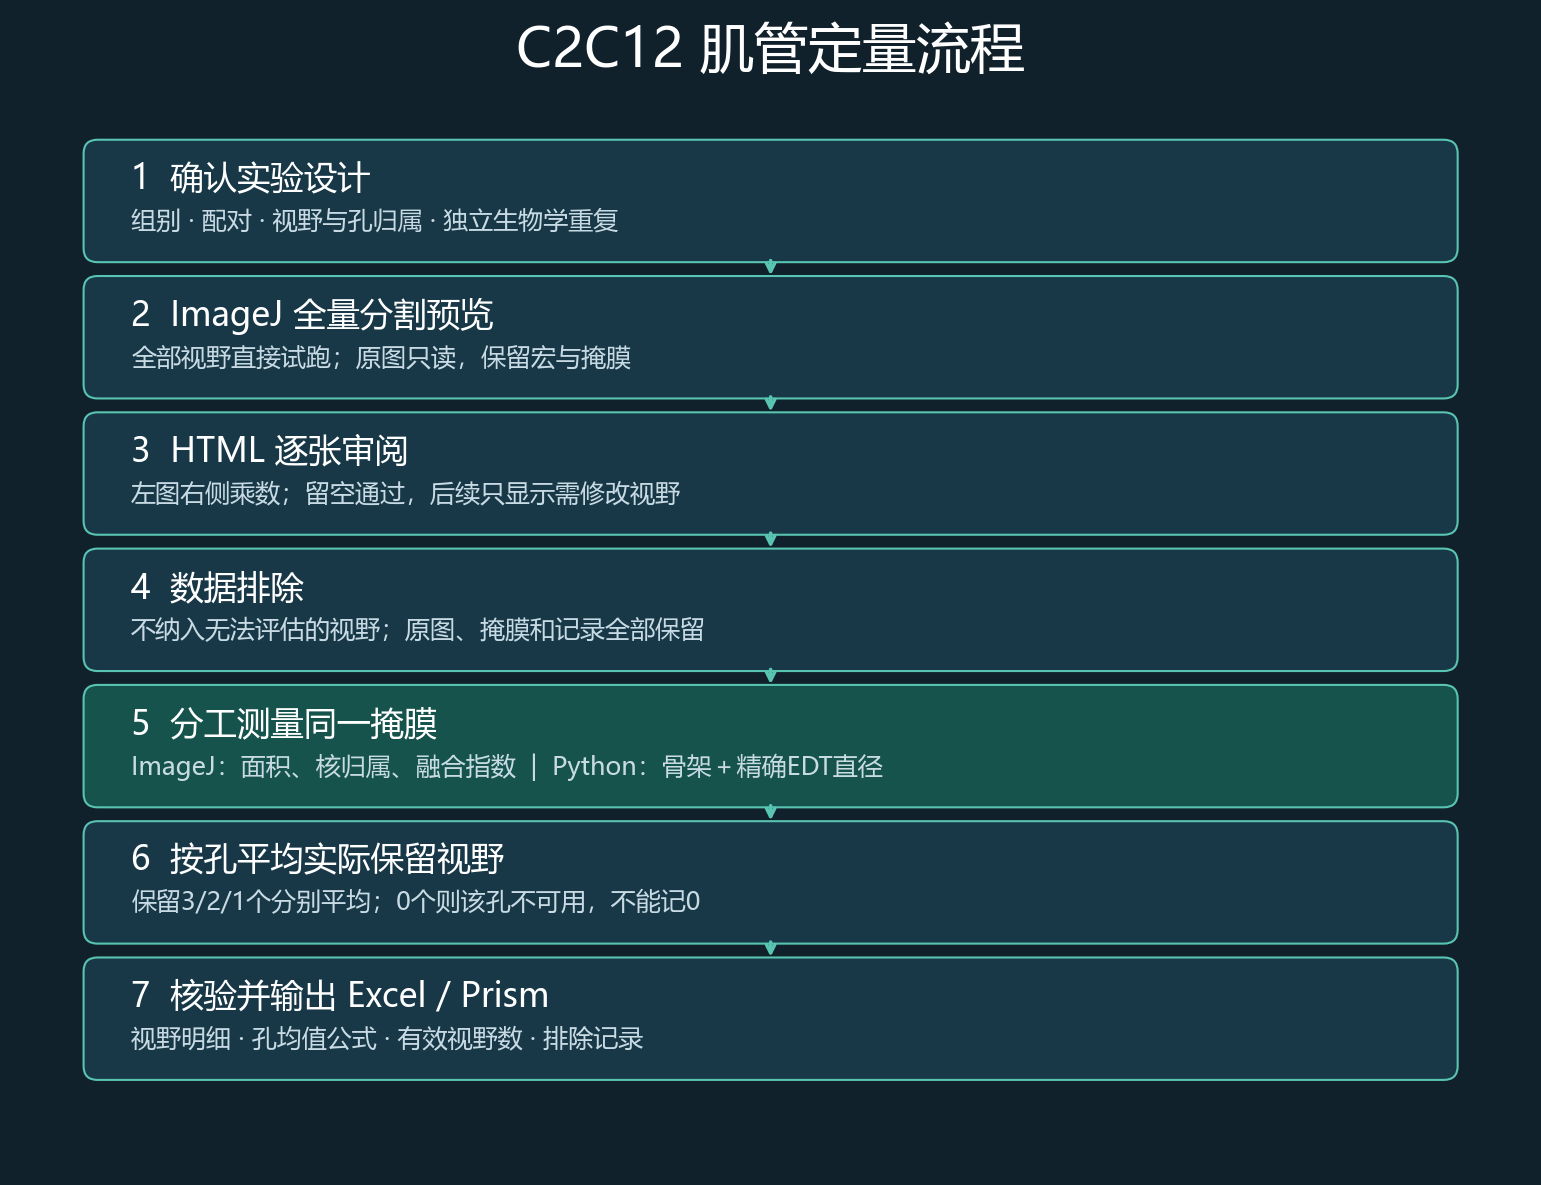 C2C12 肌管定量流程
1 确认实验设计
组别 · 配对 · 视野与孔归属 · 独立生物学重复
2 ImageJ 全量分割预览
全部视野直接试跑；原图只读，保留宏与掩膜
3 HTML 逐张审阅
左图右侧乘数；留空通过，后续只显示需修改视野
4 数据排除
不纳入无法评估的视野；原图、掩膜和记录全部保留
5 分工测量同一掩膜
ImageJ：面积、核归属、融合指数 | Python：骨架 + 精确EDT直径
6 按孔平均实际保留视野
保留3/2/1个分别平均；0个则该孔不可用，不能记0
7 核验并输出 Excel / Prism
视野明细 · 孔均值公式 · 有效视野数 · 排除记录